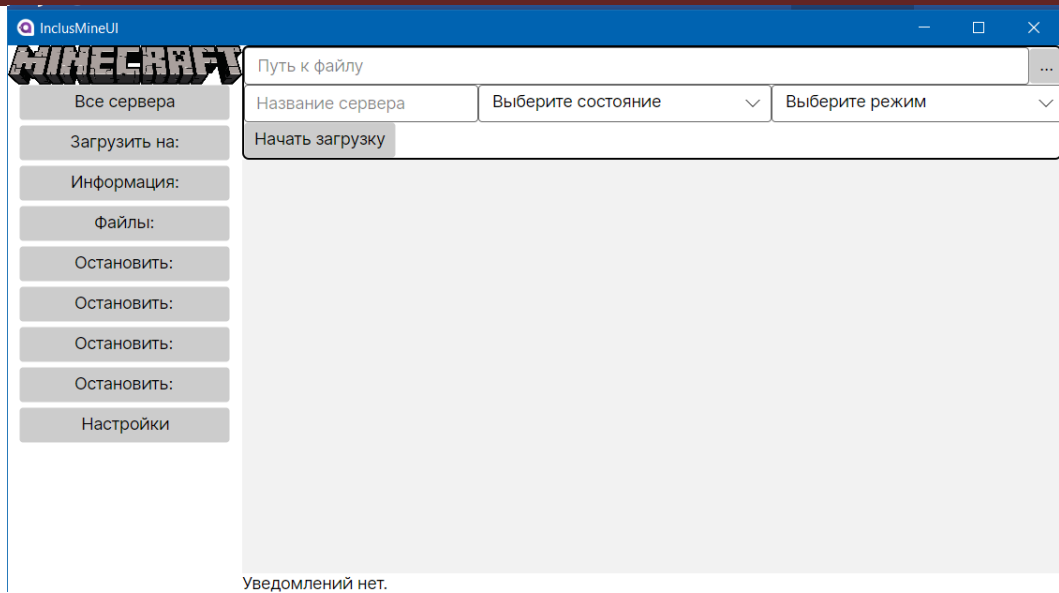 InclusMineUI
MINECRAFT
Путь к файлу
...
Все сервера
Название сервера
Выберите состояние
Выберите режим
Загрузить на:
Начать загрузку
Информация:
Файлы:
Остановить:
Остановить:
Остановить:
Остановить:
Настройки
Уведомлений нет.